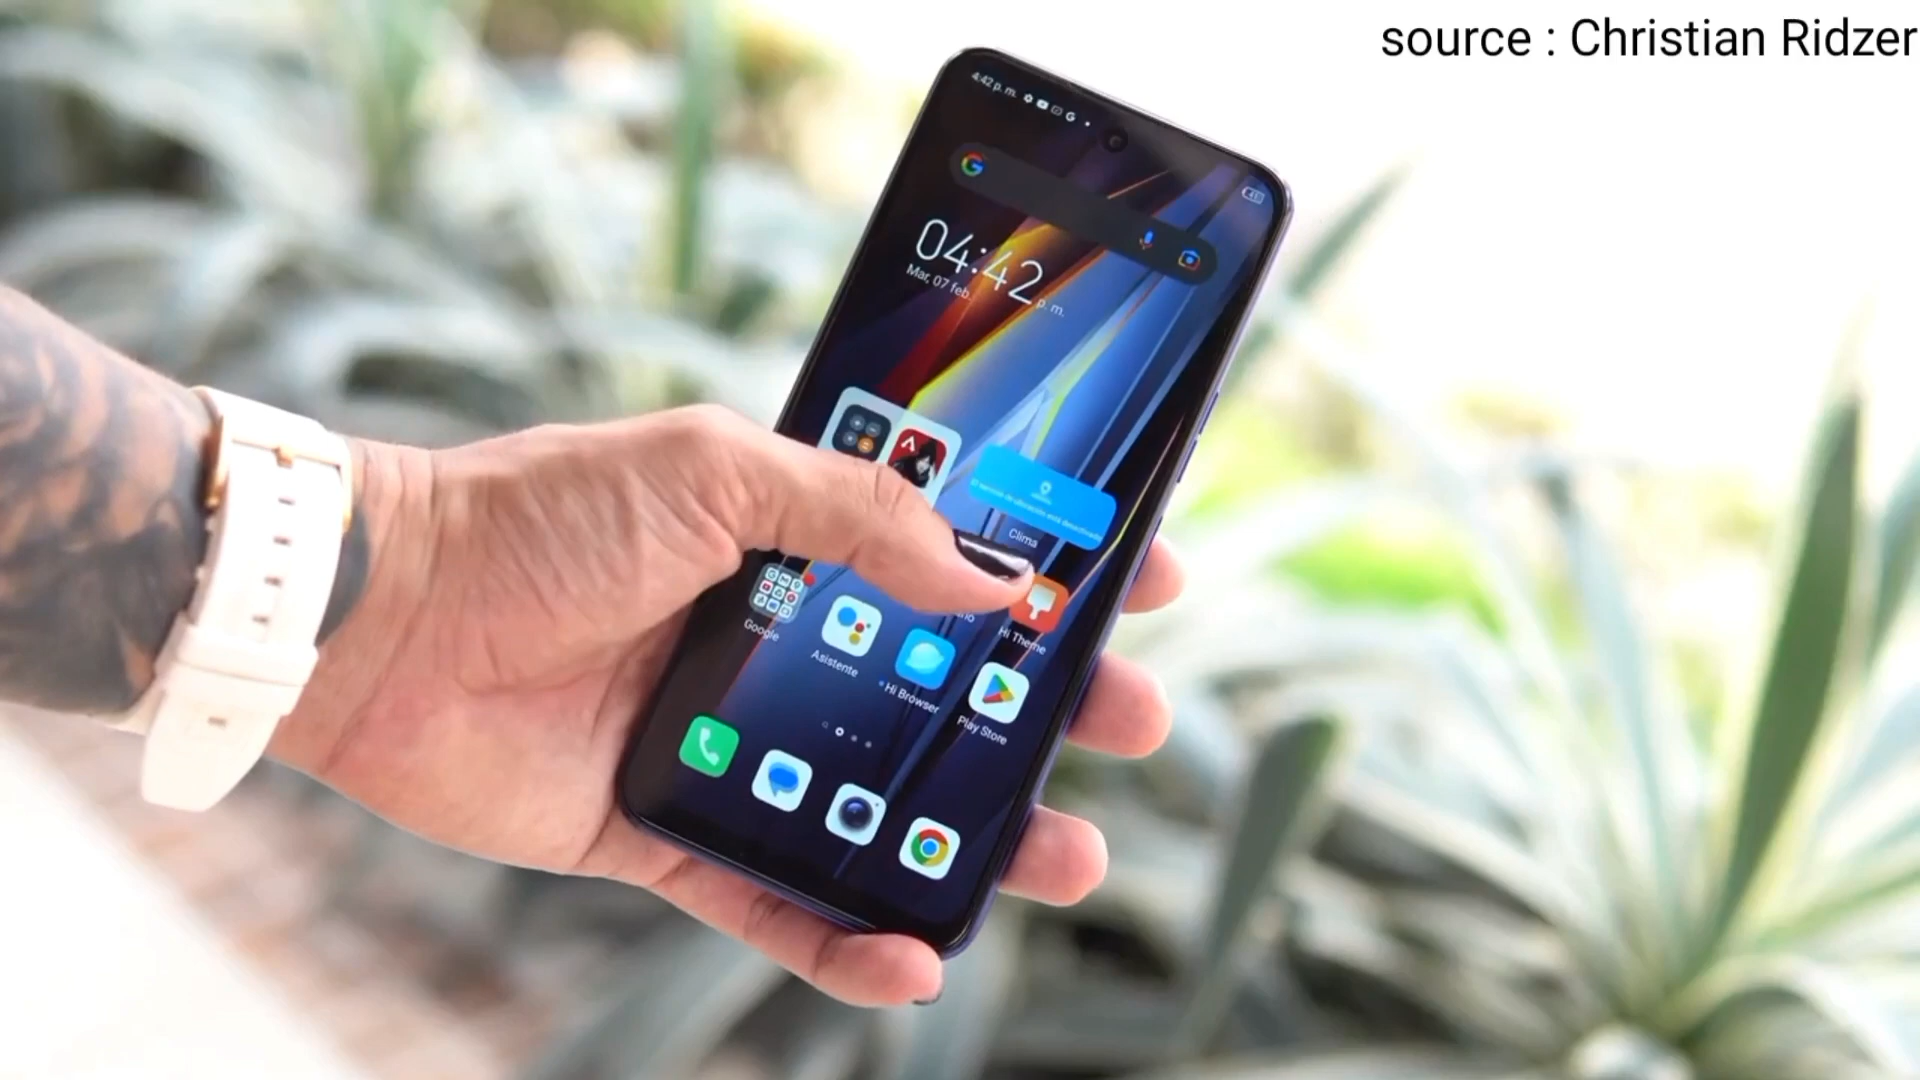 source : Christian Ridzer
4:42 p. m.
04:42 p. m.
Mar, 07 feb.
Clima
Google
Asistente
Hi Browser
Hi Theme
Play Store